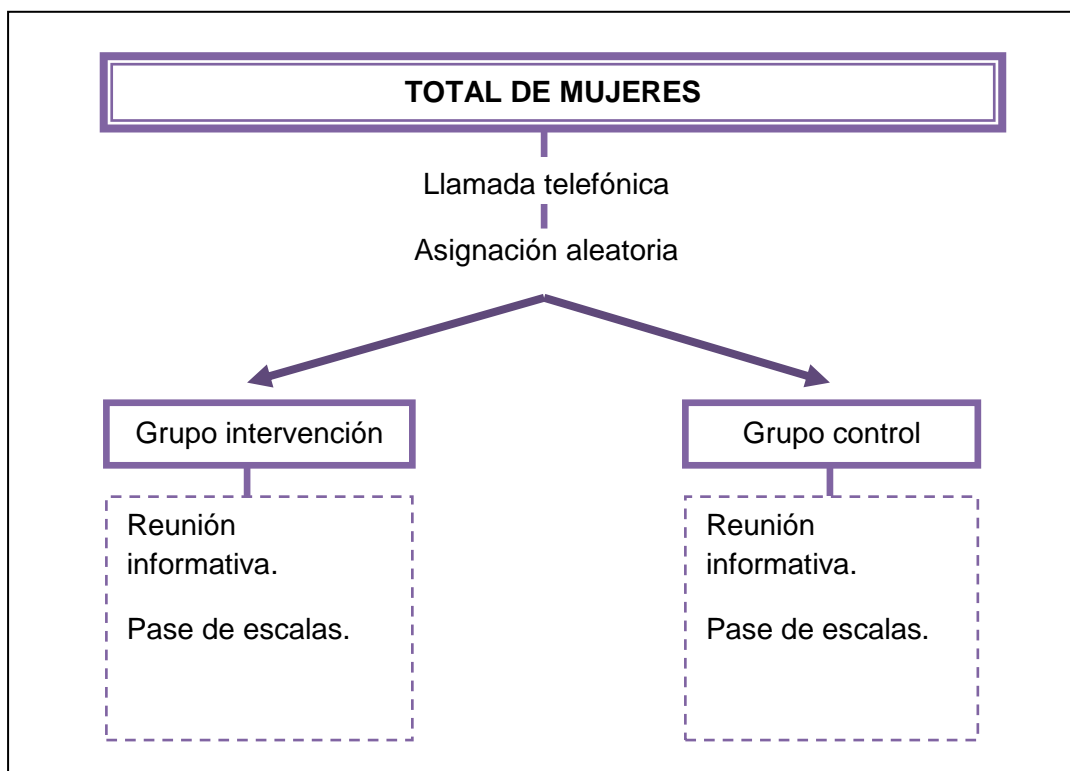 TOTAL DE MUJERES
Llamada telefónica
Asignación aleatoria
Grupo intervención
Reunión
informativa.
Pase de escalas.
Grupo control
Reunión
informativa.
Pase de escalas.